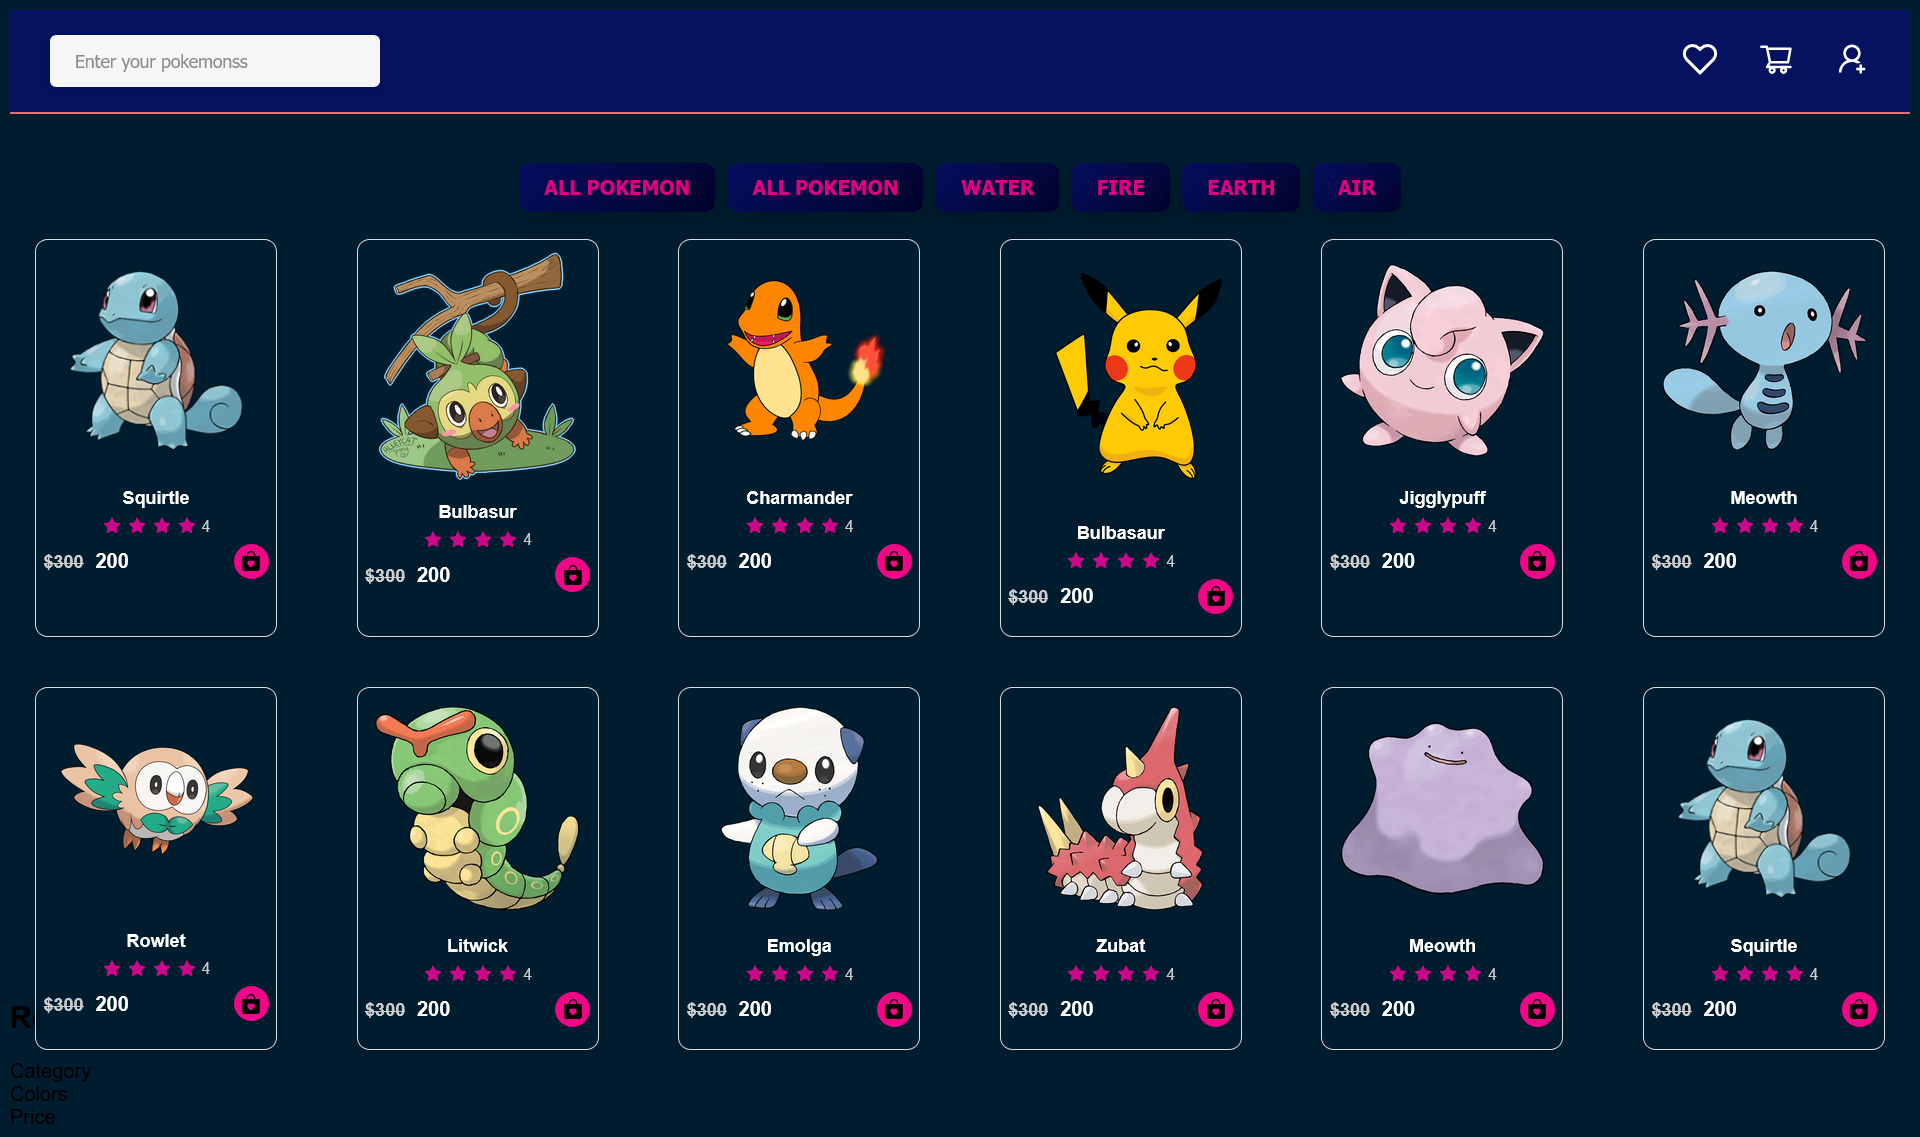 Enter your pokemonss
ALL POKEMON ALL POKEMON WATER FIRE EARTH AIR
Squirtle
4
$300 200
Bulbasur
4
$300 200
Charmander
4
$300 200
Bulbasaur
4
$300 200
Jigglypuff
4
$300 200
Meowth
4
$300 200
Rowlet
4
$300 200
Litwick
4
$300 200
Emolga
4
$300 200
Zubat
4
$300 200
Meowth
4
$300 200
Squirtle
4
$300 200
Category
Colors
Price